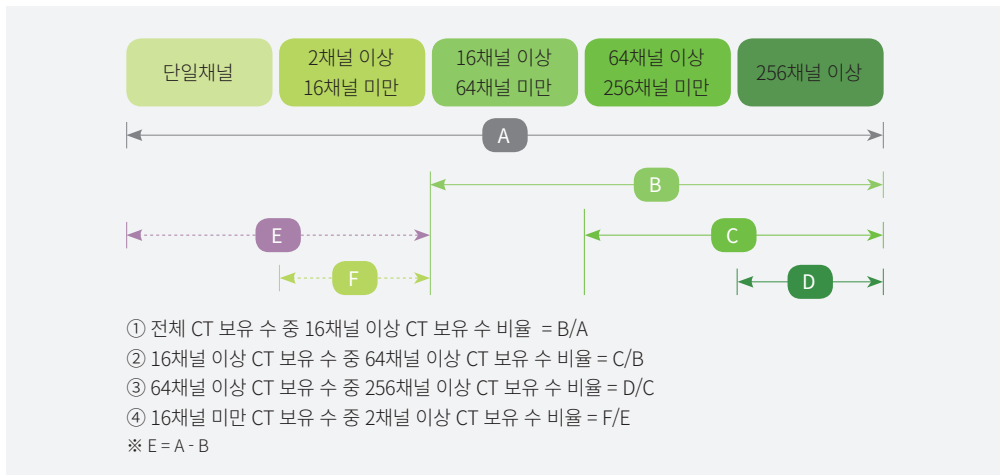 단일채널
2채널 이상
16채널 미만
16채널 이상
64채널 미만
64채널 이상
256채널 미만
256채널 이상
A
B
E
C
F
D
① 전체 CT 보유 수 중 16채널 이상 CT 보유 수 비율 = B/A
② 16채널 이상 CT 보유 수 중 64채널 이상 CT 보유 수 비율 = C/B
③ 64채널 이상 CT 보유 수 중 256채널 이상 CT 보유 수 비율 = D/C
④ 16채널 미만 CT 보유 수 중 2채널 이상 CT 보유 수 비율 = F/E
※ E = A - B